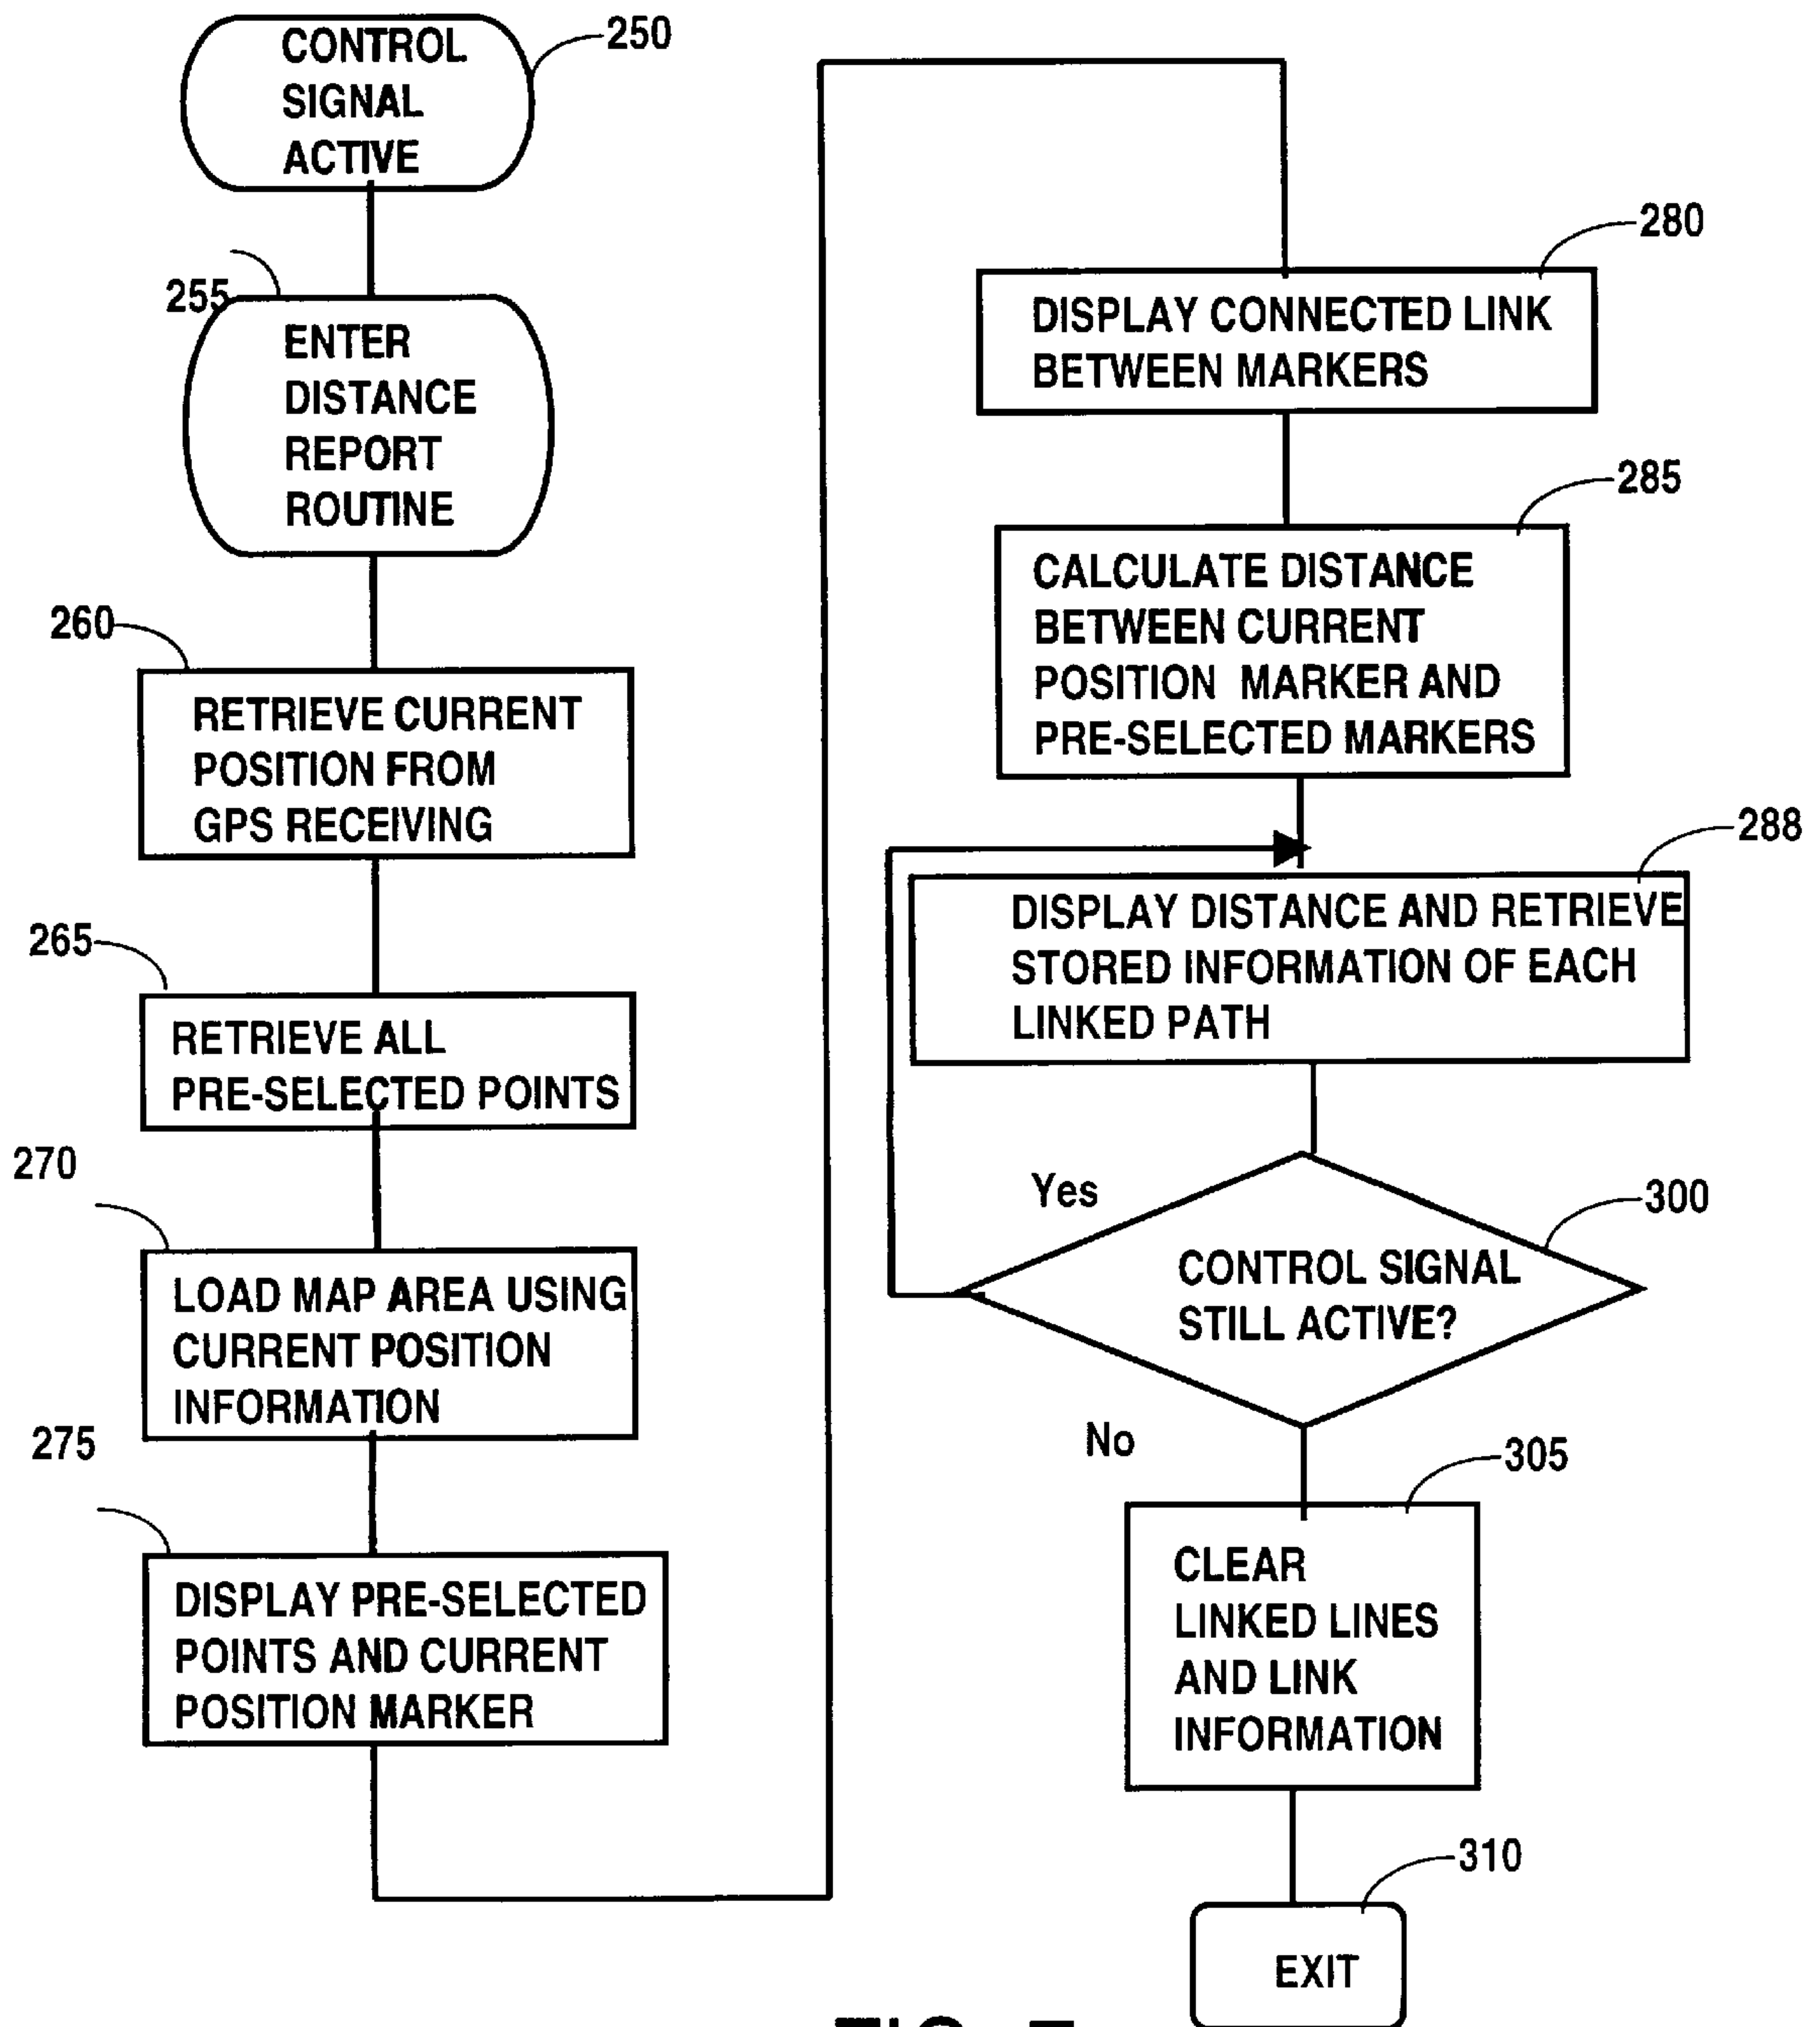 CONTROL
SIGNAL
ACTIVE
250
255
ENTER
DISTANCE
REPORT
ROUTINE
260
RETRIEVE CURRENT
POSITION FROM
GPS RECEIVING
265
RETRIEVE ALL
PRE-SELECTED POINTS
270
LOAD MAP AREA USING
CURRENT POSITION
INFORMATION
275
DISPLAY PRE-SELECTED
POINTS AND CURRENT
POSITION MARKER
280
DISPLAY CONNECTED LINK
BETWEEN MARKERS
285
CALCULATE DISTANCE
BETWEEN CURRENT
POSITION MARKER AND
PRE-SELECTED MARKERS
288
DISPLAY DISTANCE AND RETRIEVE
STORED INFORMATION OF EACH
LINKED PATH
Yes
300
CONTROL SIGNAL
STILL ACTIVE?
No
305
CLEAR
LINKED LINES
AND LINK
INFORMATION
310
EXIT